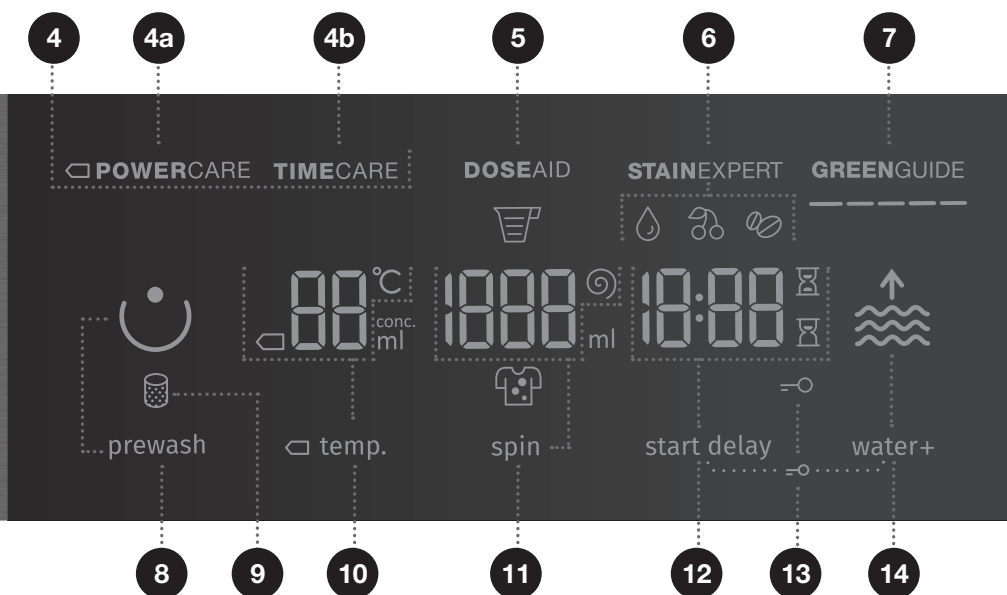 4 4a 4b 5 6 7
POWERCARE TIMECARE DOSEAID STAINEXPERT GREENGUIDE
88 °C 1888 18:88
conc.
ml ml
prewash temp. spin start delay water+
8 9 10 11 12 13 14